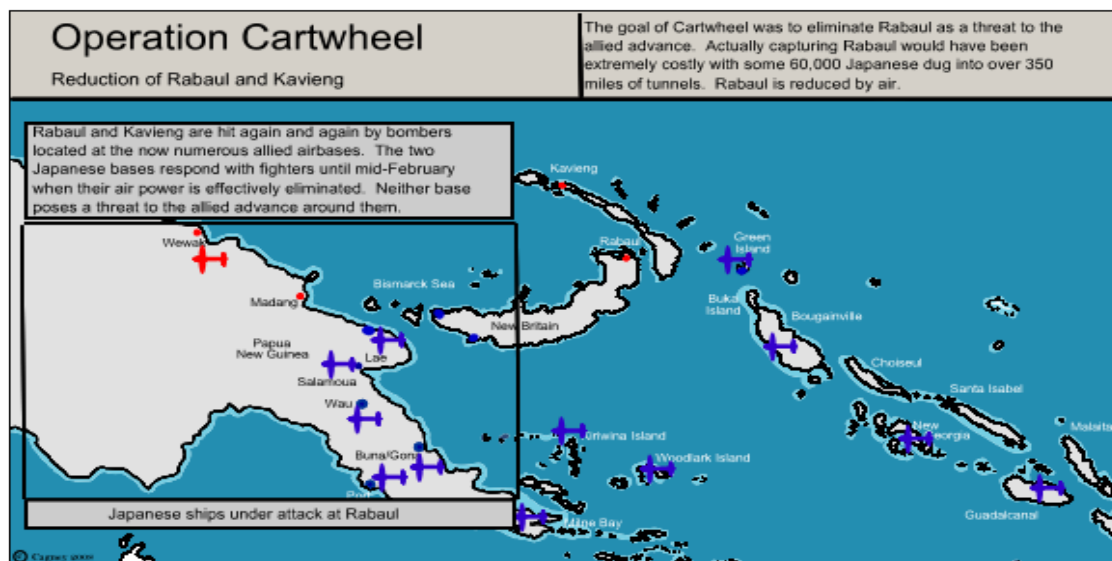 Operation Cartwheel
Reduction of Rabaul and Kavieng
The goal of Cartwheel was to eliminate Rabaul as a threat to the
allied advance. Actually capturing Rabaul would have been
extremely costly with some 60,000 Japanese dug into over 350
miles of tunnels. Rabaul is reduced by air.
Rabaul and Kavieng are hit again and again by bombers
located at the now numerous allied airbases. The two
Japanese bases respond with fighters until mid-February
when their air power is effectively eliminated. Neither base
poses a threat to the allied advance around them.
Kavieng
Wewak
Rabaul
Green
Island
Bismarck Sea
Madang
Buka
Island
Bougainville
New Britain
Papua
New Guinea
Lae
Choiseul
Salamoua
Santa Isabel
Wau
New
Georgia
Malaita
Kiriwina Island
Buna/Gona
Woodlark Island
Port
Guadalcanal
Japanese ships under attack at Rabaul
Milne Bay